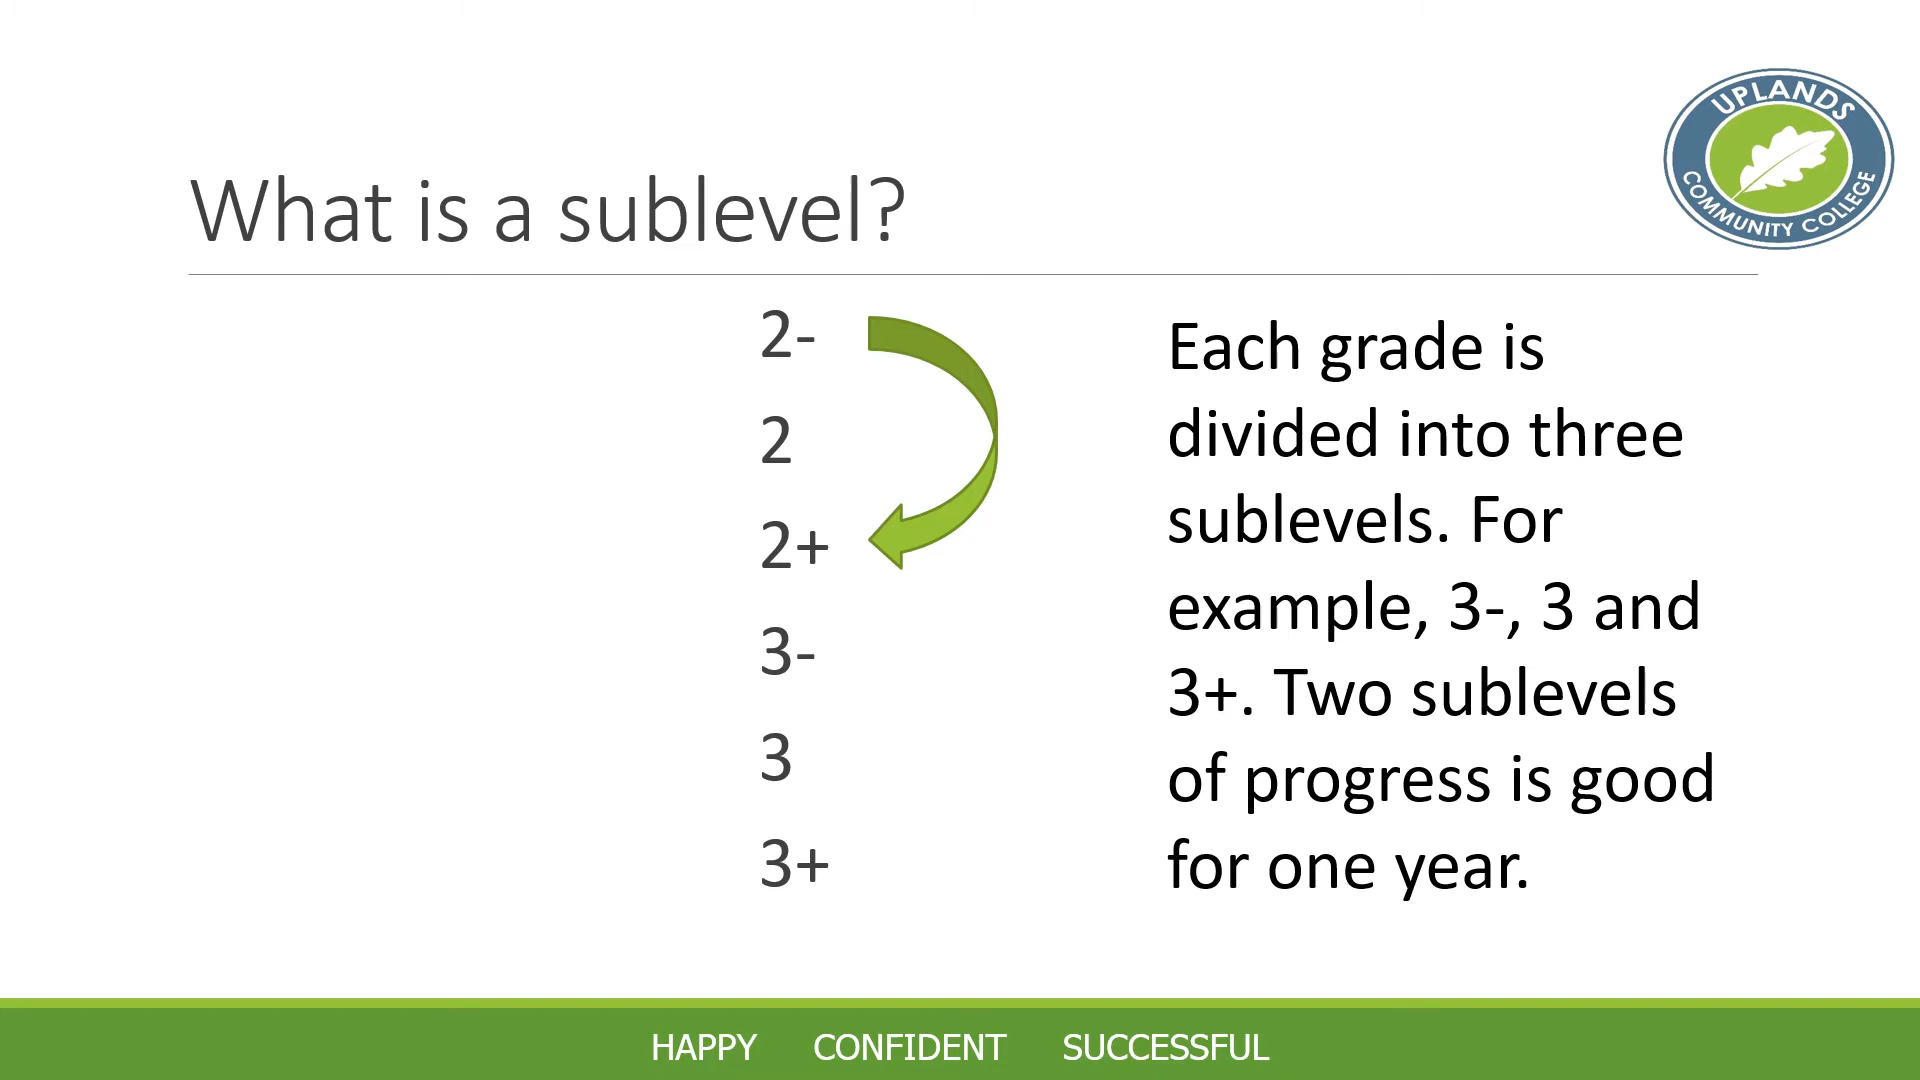 UPLANDS
COMMUNITY COLLEGE
What is a sublevel?
2-
2
2+
3-
3
3+
Each grade is
divided into three
sublevels. For
example, 3-, 3 and
3+. Two sublevels
of progress is good
for one year.
HAPPY CONFIDENT SUCCESSFUL